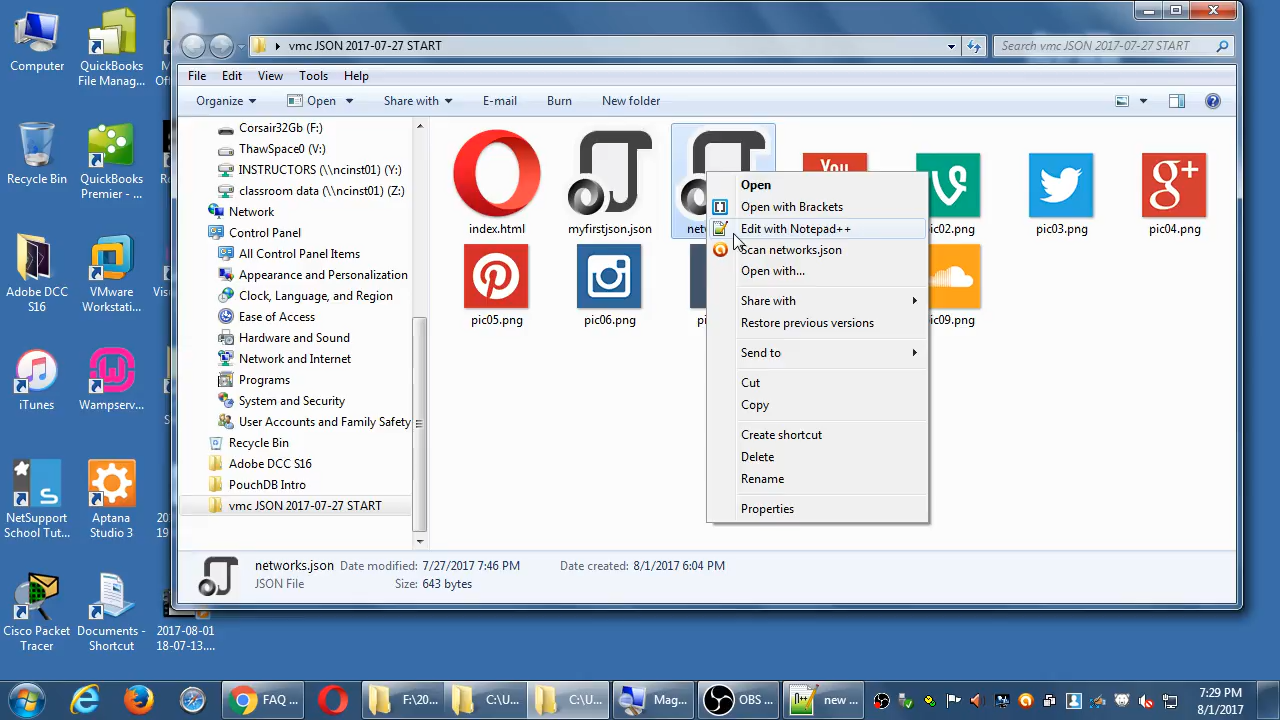 vmc JSON 2017-07-27 START
Search vmc JSON 2017-07-27 START
File Edit View Tools Help
Organize Open Share with E-mail Burn New folder
Computer
QuickBooks
File Manag...
Recycle Bin
QuickBooks
Premier - ...
Adobe DCC
S16
VMware
Workstati...
iTunes
Wampserv...
NetSupport
School Tut...
Aptana
Studio 3
Cisco Packet
Tracer
Documents -
Shortcut
2017-08-01
18-07-13....
Corsair32Gb (F:)
ThawSpace0 (V:)
INSTRUCTORS (\\ncinst01) (Y:)
classroom data (\\ncinst01) (Z:)
Network
Control Panel
All Control Panel Items
Appearance and Personalization
Clock, Language, and Region
Ease of Access
Hardware and Sound
Network and Internet
Programs
System and Security
User Accounts and Family Safety
Recycle Bin
Adobe DCC S16
PouchDB Intro
vmc JSON 2017-07-27 START
You
index.html
myfirstjson.json
pic03.png
g+
pic04.png
pic05.png
pic06.png
Open
Open with Brackets
Edit with Notepad++
Scan networks.json
Open with...
Share with
Restore previous versions
Send to
Cut
Copy
Create shortcut
Delete
Rename
Properties
networks.json Date modified: 7/27/2017 7:46 PM Date created: 8/1/2017 6:04 PM
JSON File Size: 643 bytes
FAQ ...
F:\20...
C:\U...
C:\U...
Mag...
OBS ...
new ...
7:29 PM
8/1/2017